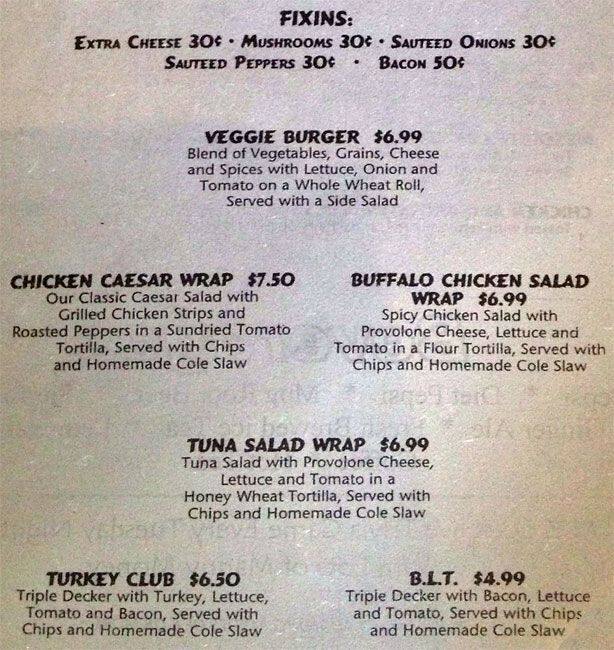 FIXINS:
EXTRA CHEESE 30¢ • MUSHROOMS 30¢ • SAUTEED ONIONS 30¢
SAUTEED PEPPERS 30¢ • BACON 50¢
VEGGIE BURGER $6.99
Blend of Vegetables, Grains, Cheese
and Spices with Lettuce, Onion and
Tomato on a Whole Wheat Roll,
Served with a Side Salad
CHICKEN CAESAR WRAP $7.50
Our Classic Caesar Salad with
Grilled Chicken Strips and
Roasted Peppers in a Sundried Tomato
Tortilla, Served with Chips
and Homemade Cole Slaw
BUFFALO CHICKEN SALAD
WRAP $6.99
Spicy Chicken Salad with
Provolone Cheese, Lettuce and
Tomato in a Flour Tortilla, Served with
Chips and Homemade Cole Slaw
TUNA SALAD WRAP $6.99
Tuna Salad with Provolone Cheese,
Lettuce and Tomato in a
Honey Wheat Tortilla, Served with
Chips and Homemade Cole Slaw
TURKEY CLUB $6.50
Triple Decker with Turkey, Lettuce,
Tomato and Bacon, Served with
Chips and Homemade Cole Slaw
B.L.T. $4.99
Triple Decker with Bacon, Lettuce
and Tomato, Served with Chips
and Homemade Cole Slaw